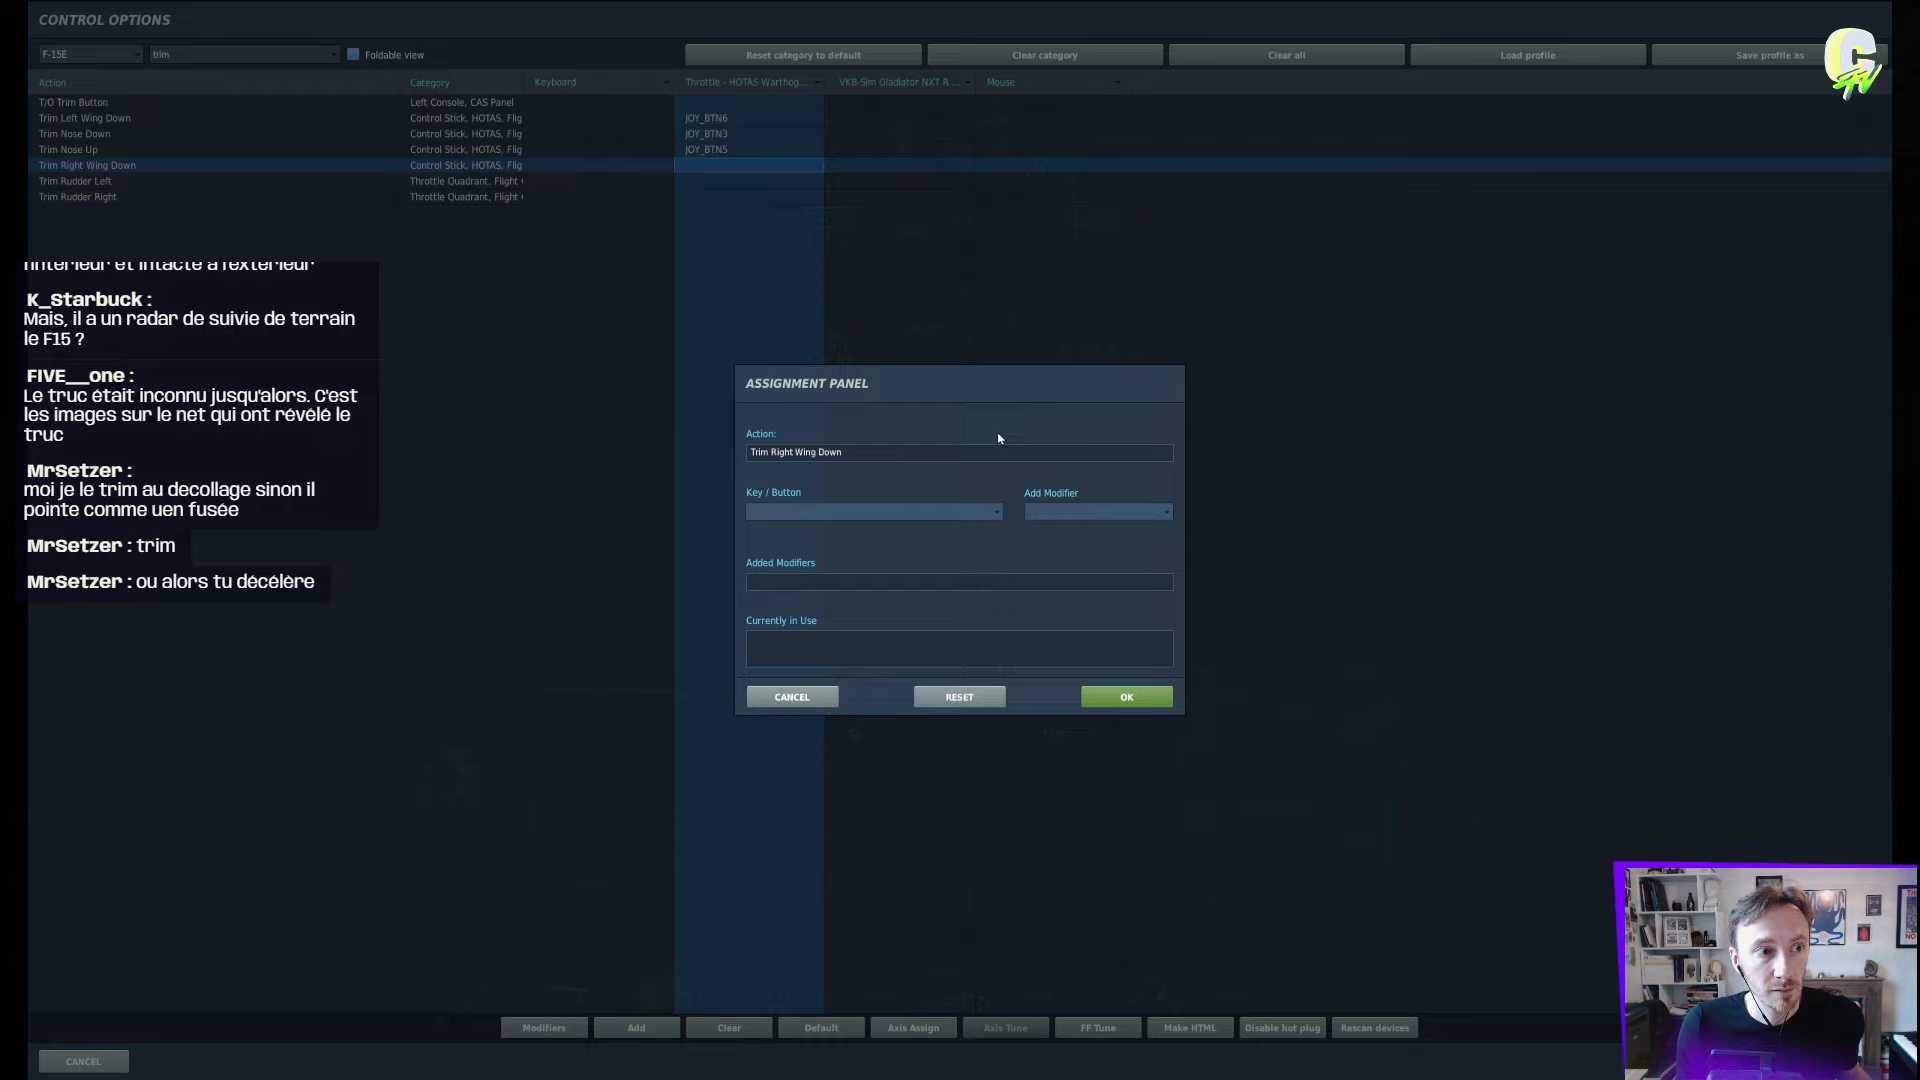 CONTROL OPTIONS
F-15E
trim
Foldable view
Reset category to default
Clear category
Clear all
Load profile
Save profile as
Action
Category
Keyboard
Throttle - HOTAS Warthog...
VKB-Sim Gladiator NXT R ...
Mouse
T/O Trim Button
Left Console, CAS Panel
Trim Left Wing Down
Control Stick, HOTAS, Flig
JOY_BTN6
Trim Nose Down
Control Stick, HOTAS, Flig
JOY_BTN3
Trim Nose Up
Control Stick, HOTAS, Flig
JOY_BTN5
Trim Right Wing Down
Control Stick, HOTAS, Flig
Trim Rudder Left
Throttle Quadrant, Flight
Trim Rudder Right
Throttle Quadrant, Flight
l'intérieur et intacte à l'extérieur
K_Starbuck :
Mais, il a un radar de suivie de terrain
le F15 ?
FIVE__one :
Le truc était inconnu jusqu'alors. C'est
les images sur le net qui ont révélé le
truc
MrSetzer :
moi je le trim au decollage sinon il
pointe comme uen fusée
MrSetzer : trim
MrSetzer : ou alors tu décélère
ASSIGNMENT PANEL
Action:
Trim Right Wing Down
Key / Button
Add Modifier
Added Modifiers
Currently in Use
CANCEL
RESET
OK
Modifiers
Add
Clear
Default
Axis Assign
Axis Tune
FF Tune
Make HTML
Disable hot plug
Rescan devices
CANCEL